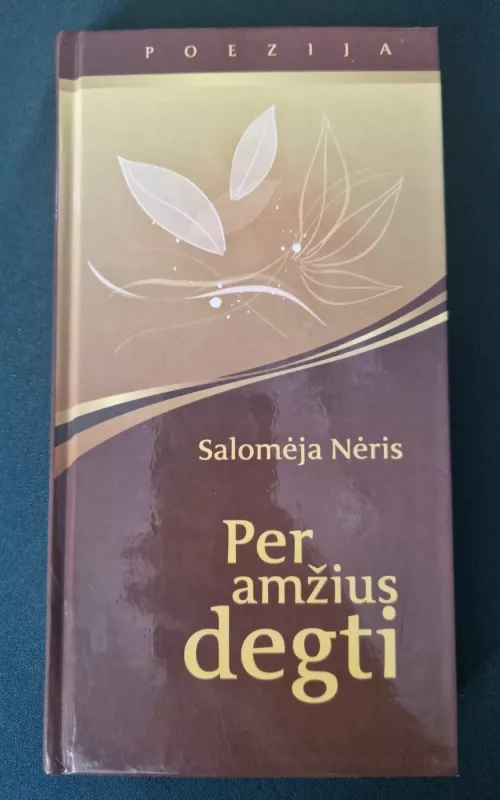 POEZIJA
Salomėja Nėris
Per
amžius
degti